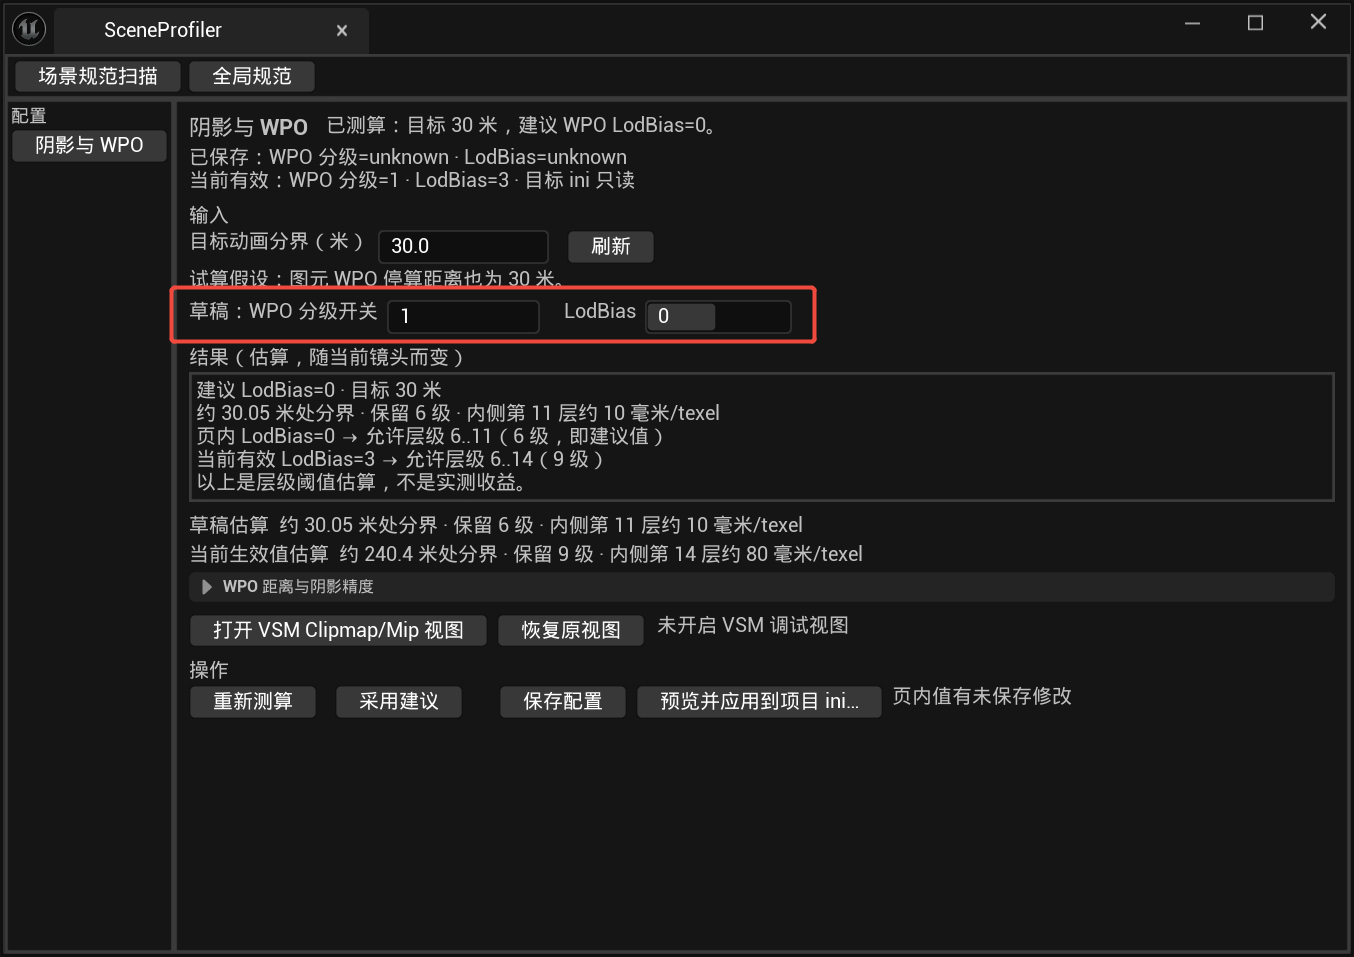 SceneProfiler
场景规范扫描 全局规范
配置
阴影与 WPO
阴影与 WPO 已测算：目标 30 米，建议 WPO LodBias=0。
已保存：WPO 分级=unknown · LodBias=unknown
当前有效：WPO 分级=1 · LodBias=3 · 目标 ini 只读
输入
目标动画分界（米） 30.0 刷新
试算假设：图元 WPO 停算距离也为 30 米。
草稿：WPO 分级开关 1 LodBias 0
结果（估算，随当前镜头而变）
建议 LodBias=0 · 目标 30 米
约 30.05 米处分界 · 保留 6 级 · 内侧第 11 层约 10 毫米/texel
页内 LodBias=0 → 允许层级 6..11（6 级，即建议值）
当前有效 LodBias=3 → 允许层级 6..14（9 级）
以上是层级阈值估算，不是实测收益。
草稿估算 约 30.05 米处分界 · 保留 6 级 · 内侧第 11 层约 10 毫米/texel
当前生效值估算 约 240.4 米处分界 · 保留 9 级 · 内侧第 14 层约 80 毫米/texel
WPO 距离与阴影精度
打开 VSM Clipmap/Mip 视图 恢复原视图 未开启 VSM 调试视图
操作
重新测算 采用建议 保存配置 预览并应用到项目 ini... 页内值有未保存修改